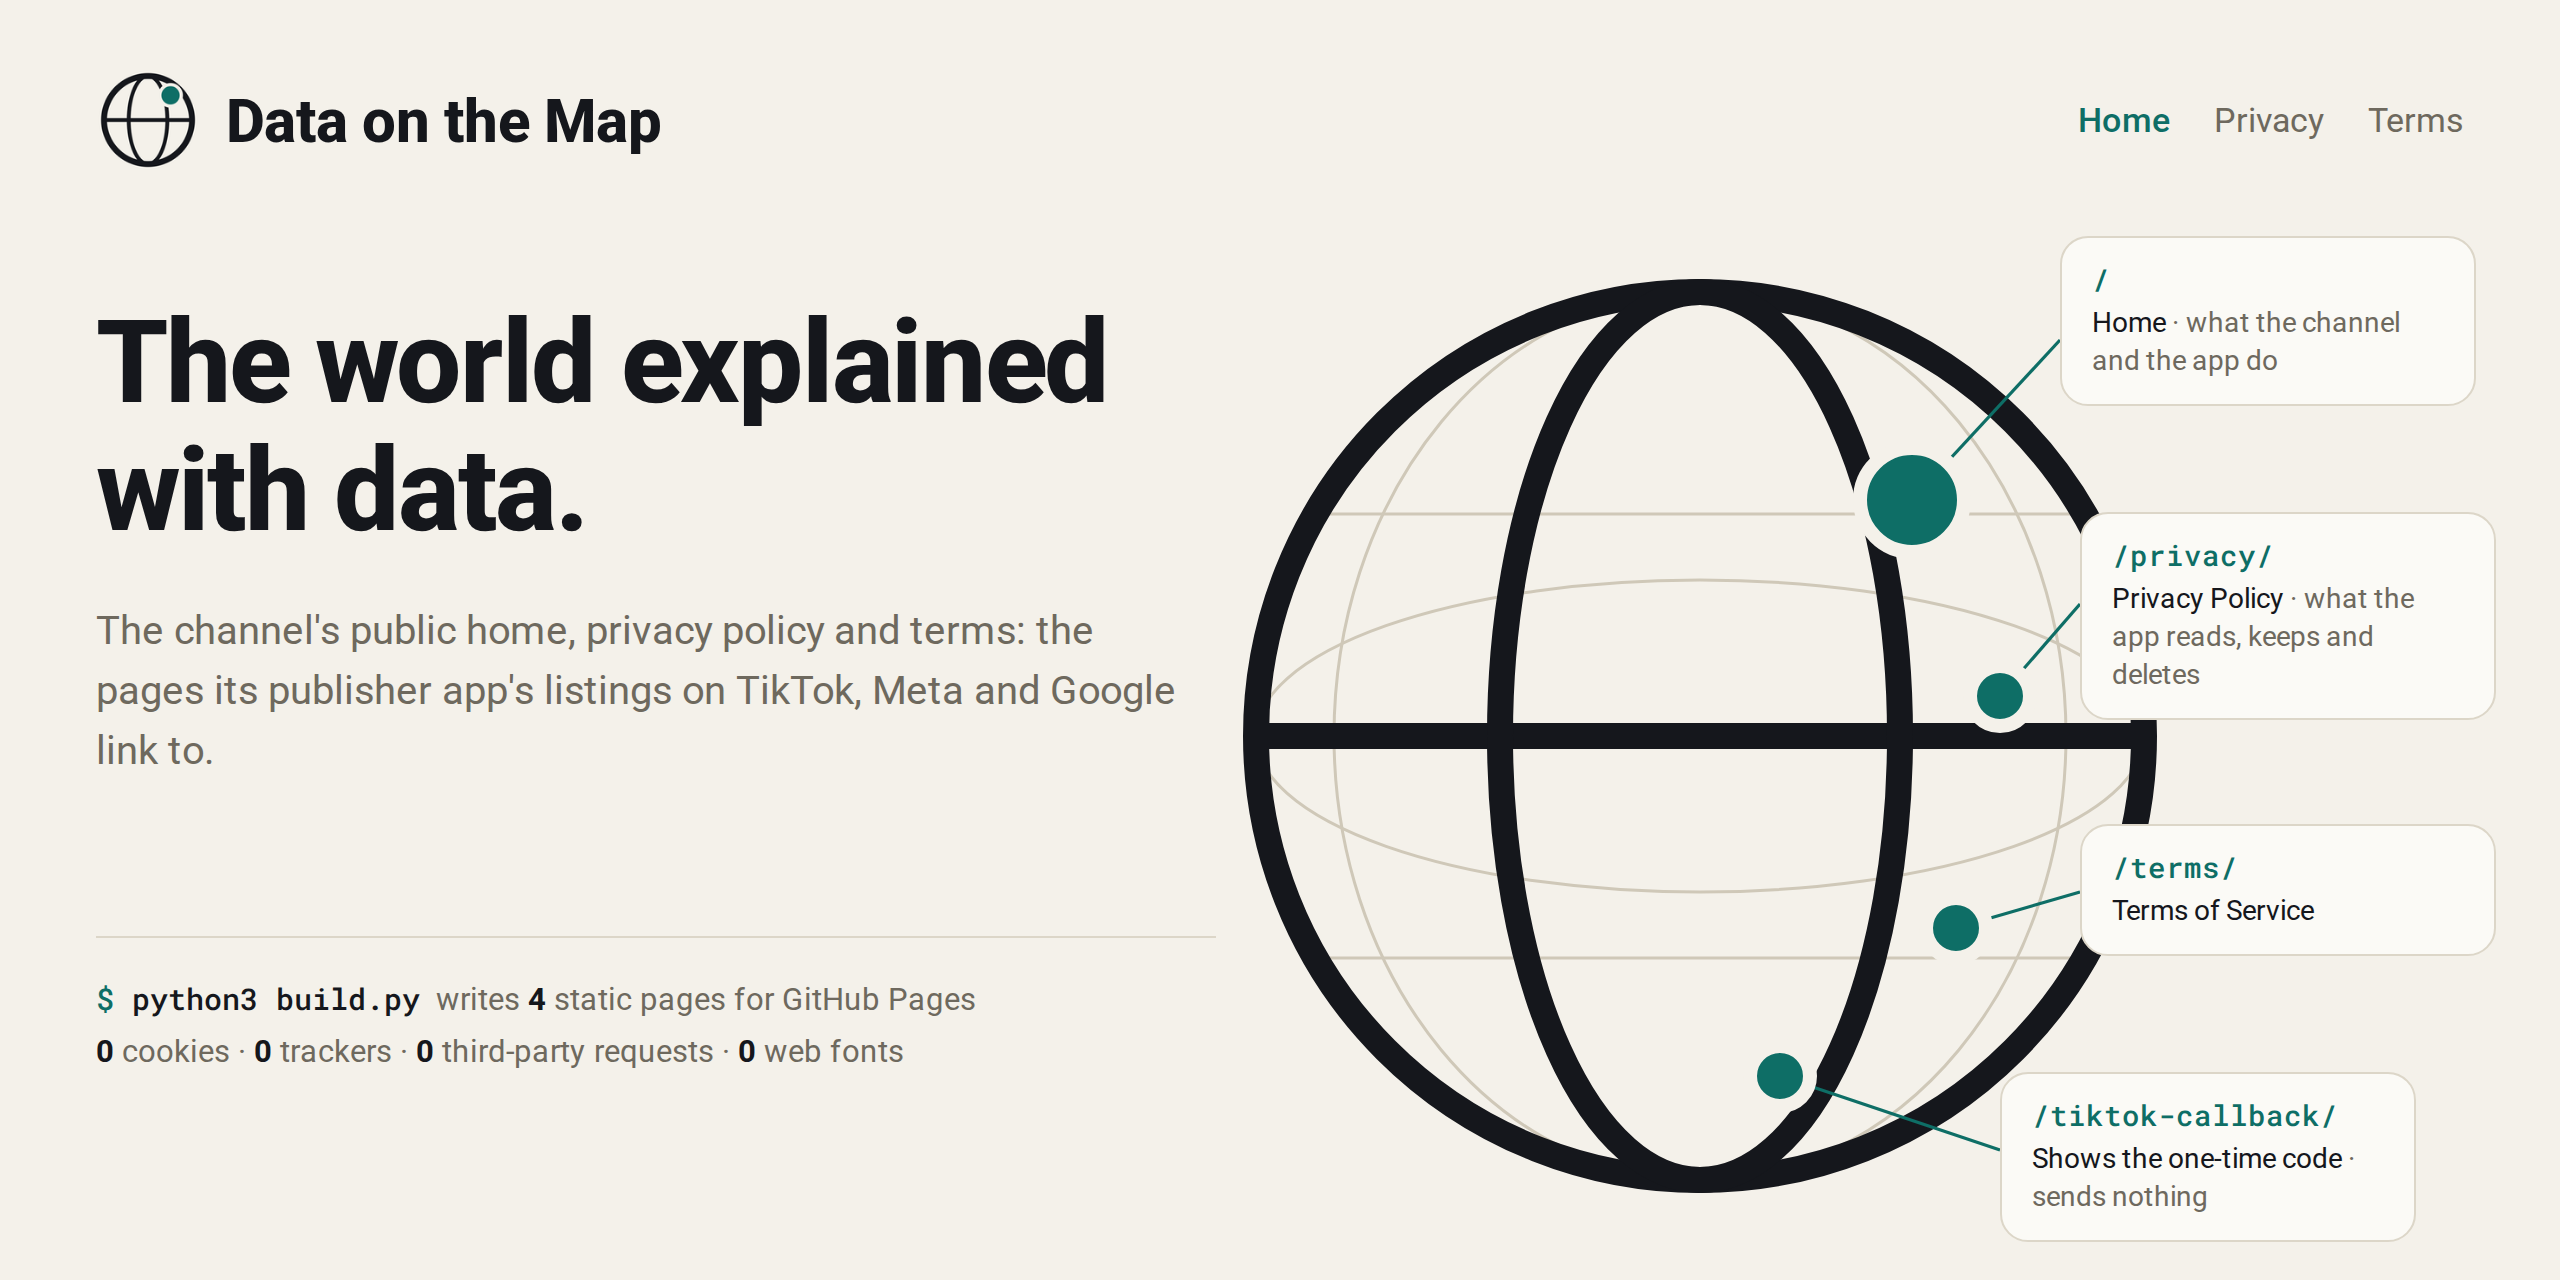 Data on the Map
Home Privacy Terms
The world explained
with data.
The channel's public home, privacy policy and terms: the
pages its publisher app's listings on TikTok, Meta and Google
link to.
$ python3 build.py writes 4 static pages for GitHub Pages
0 cookies · 0 trackers · 0 third-party requests · 0 web fonts
/
Home · what the channel
and the app do
/privacy/
Privacy Policy · what the
app reads, keeps and
deletes
/terms/
Terms of Service
/tiktok-callback/
Shows the one-time code ·
sends nothing